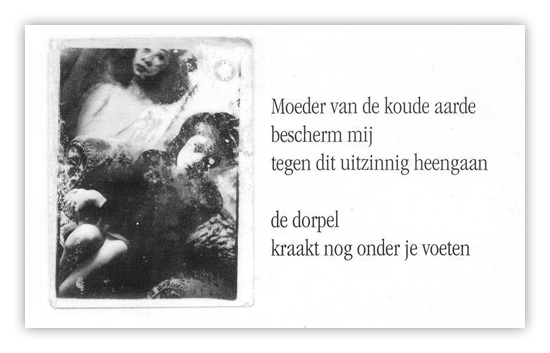 Moeder van de koude aarde
bescherm mij
tegen dit uitzinnig heengaan
de dorpel
kraakt nog onder je voeten